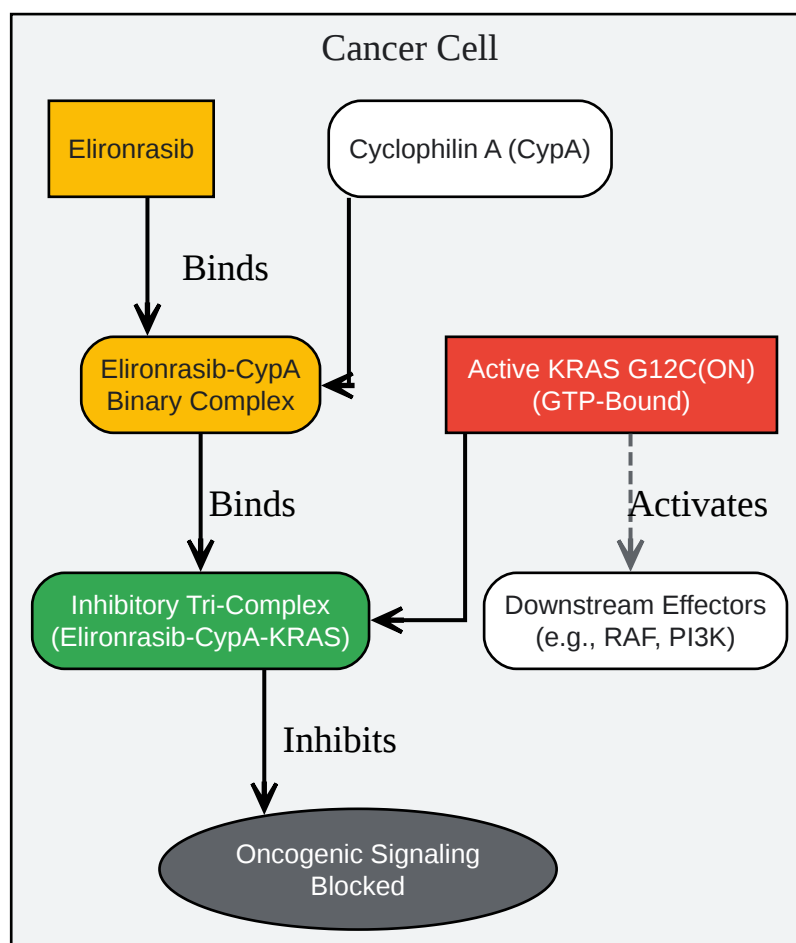 Cancer Cell
Elironrasib
Cyclophilin A (CypA)
Binds
Elironrasib-CypA
Binary Complex
Active KRAS G12C(ON)
(GTP-Bound)
Binds
Activates
Inhibitory Tri-Complex
(Elironrasib-CypA-KRAS)
Downstream Effectors
(e.g., RAF, PI3K)
Inhibits
Oncogenic Signaling
Blocked